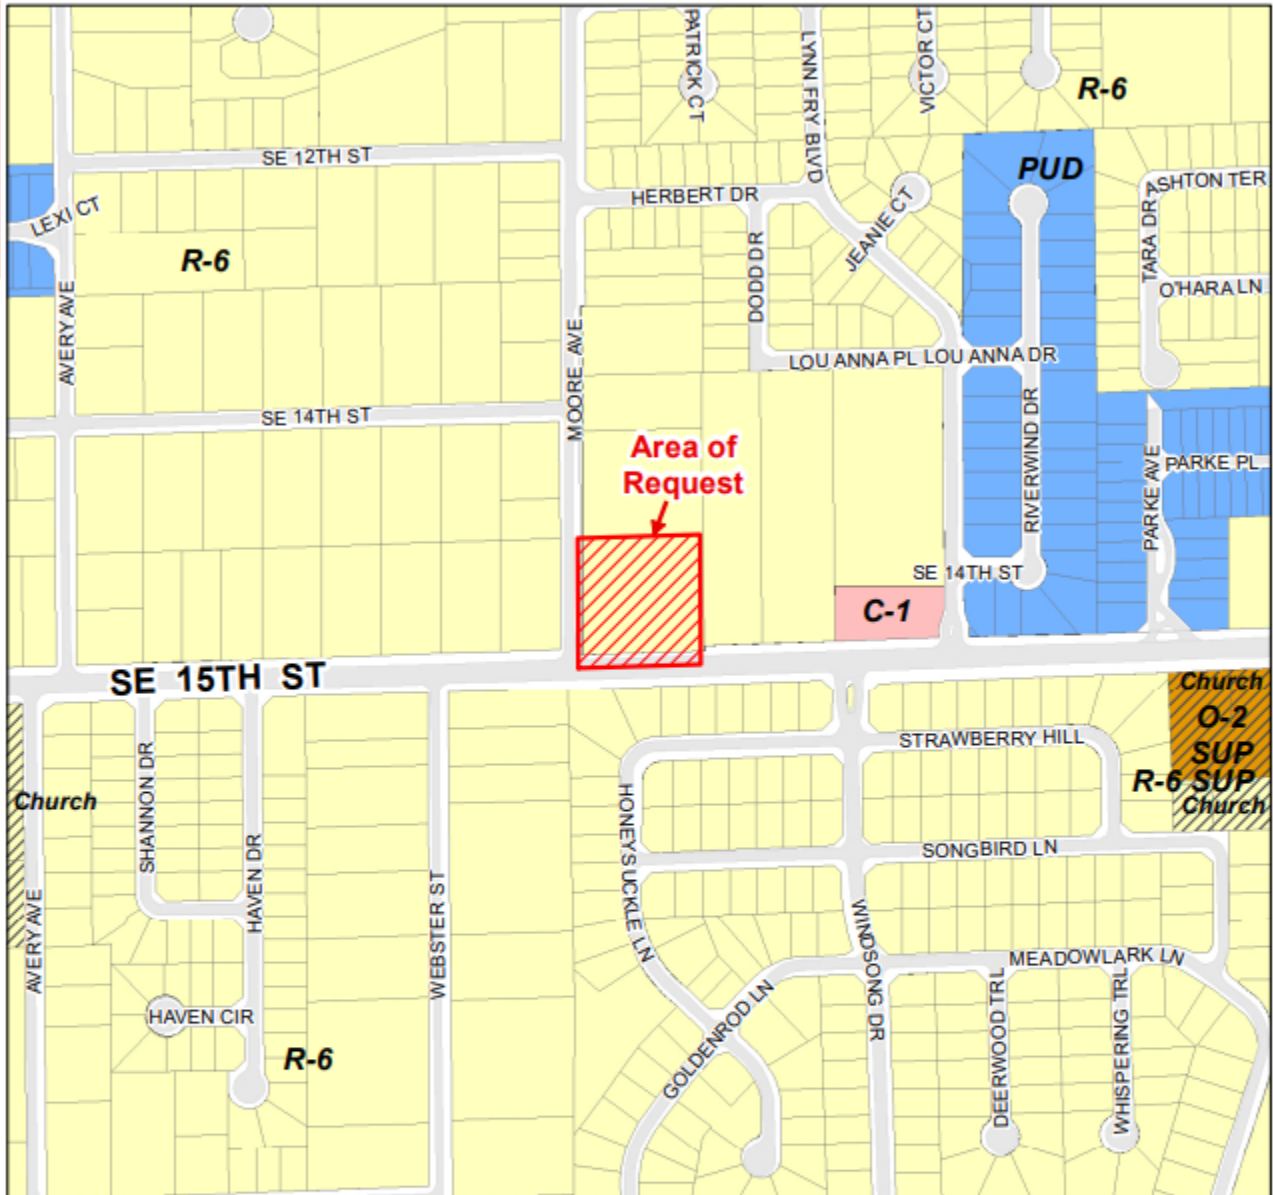 PATRICK CT
LYNN FRY BLVD
VICTOR CT
R-6
SE 12TH ST
PUD
HERBERT DR
ASHTON TER
LEXI CT
JEANIE CT
TARA DR
R-6
DODD DR
O'HARA LN
AVERY AVE
MOORE AVE
LOU ANNA PL
LOU ANNA DR
SE 14TH ST
RIVERWIND DR
Area of
Request
PARKE AVE
PARKE PL
SE 14TH ST
C-1
SE 15TH ST
Church
O-2
SUP
R-6 SUP
Church
STRAWBERRY HILL
Church
SHANNON DR
HONEYSUCKLE LN
HAVEN DR
SONGBIRD LN
AVERY AVE
WEBSTER ST
WINDSONG DR
MEADOWLARK LN
HAVEN CIR
GOLDENROD LN
DEERWOOD TRL
WHISPERING TRL
R-6